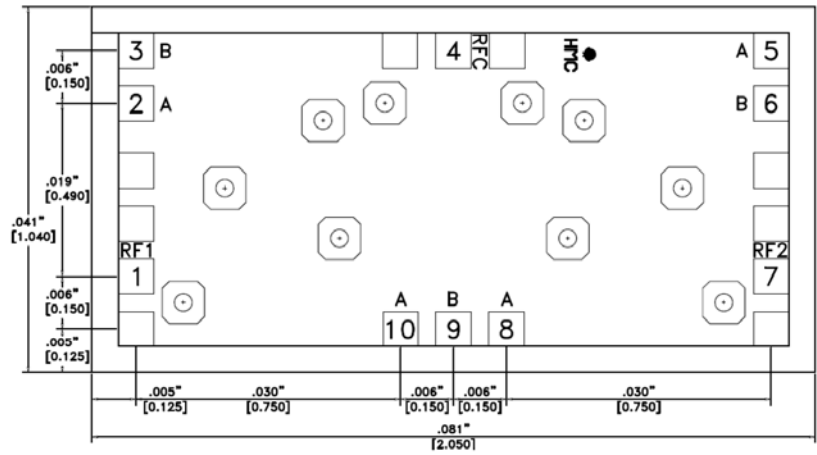 3 B
4
RFC
HMC
A 5
.006"
[0.150]
2 A
B 6
.019"
[0.490]
.041"
[1.040]
RF1
RF2
1
7
.006"
[0.150]
A B A
10 9 8
.005"
[0.125]
.005"
[0.125]
.030"
[0.750]
.006"
[0.150]
.006"
[0.150]
.030"
[0.750]
.081"
[2.050]